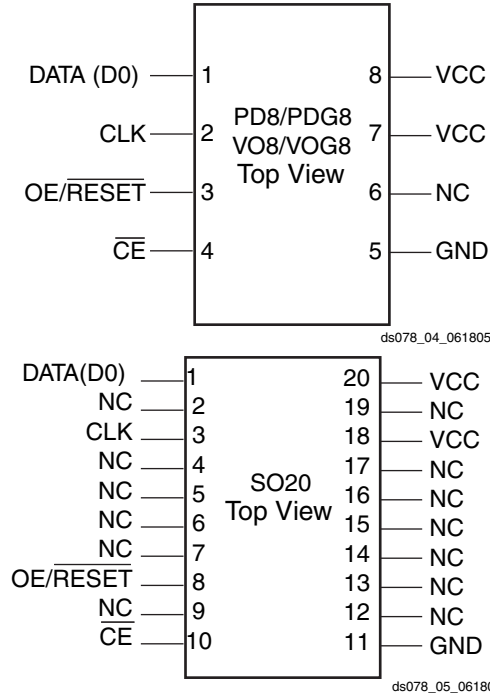 DATA (D0) 1 8 VCC
CLK 2 PD8/PDG8 7 VCC
VO8/VOG8
OE/RESET 3 Top View 6 NC
CE 4 5 GND
ds078_04_061805
DATA(D0) 1 20 VCC
NC 2 19 NC
CLK 3 18 VCC
NC 4 17 NC
NC 5 SO20 16 NC
NC 6 Top View 15 NC
NC 7 14 NC
OE/RESET 8 13 NC
NC 9 12 NC
CE 10 11 GND